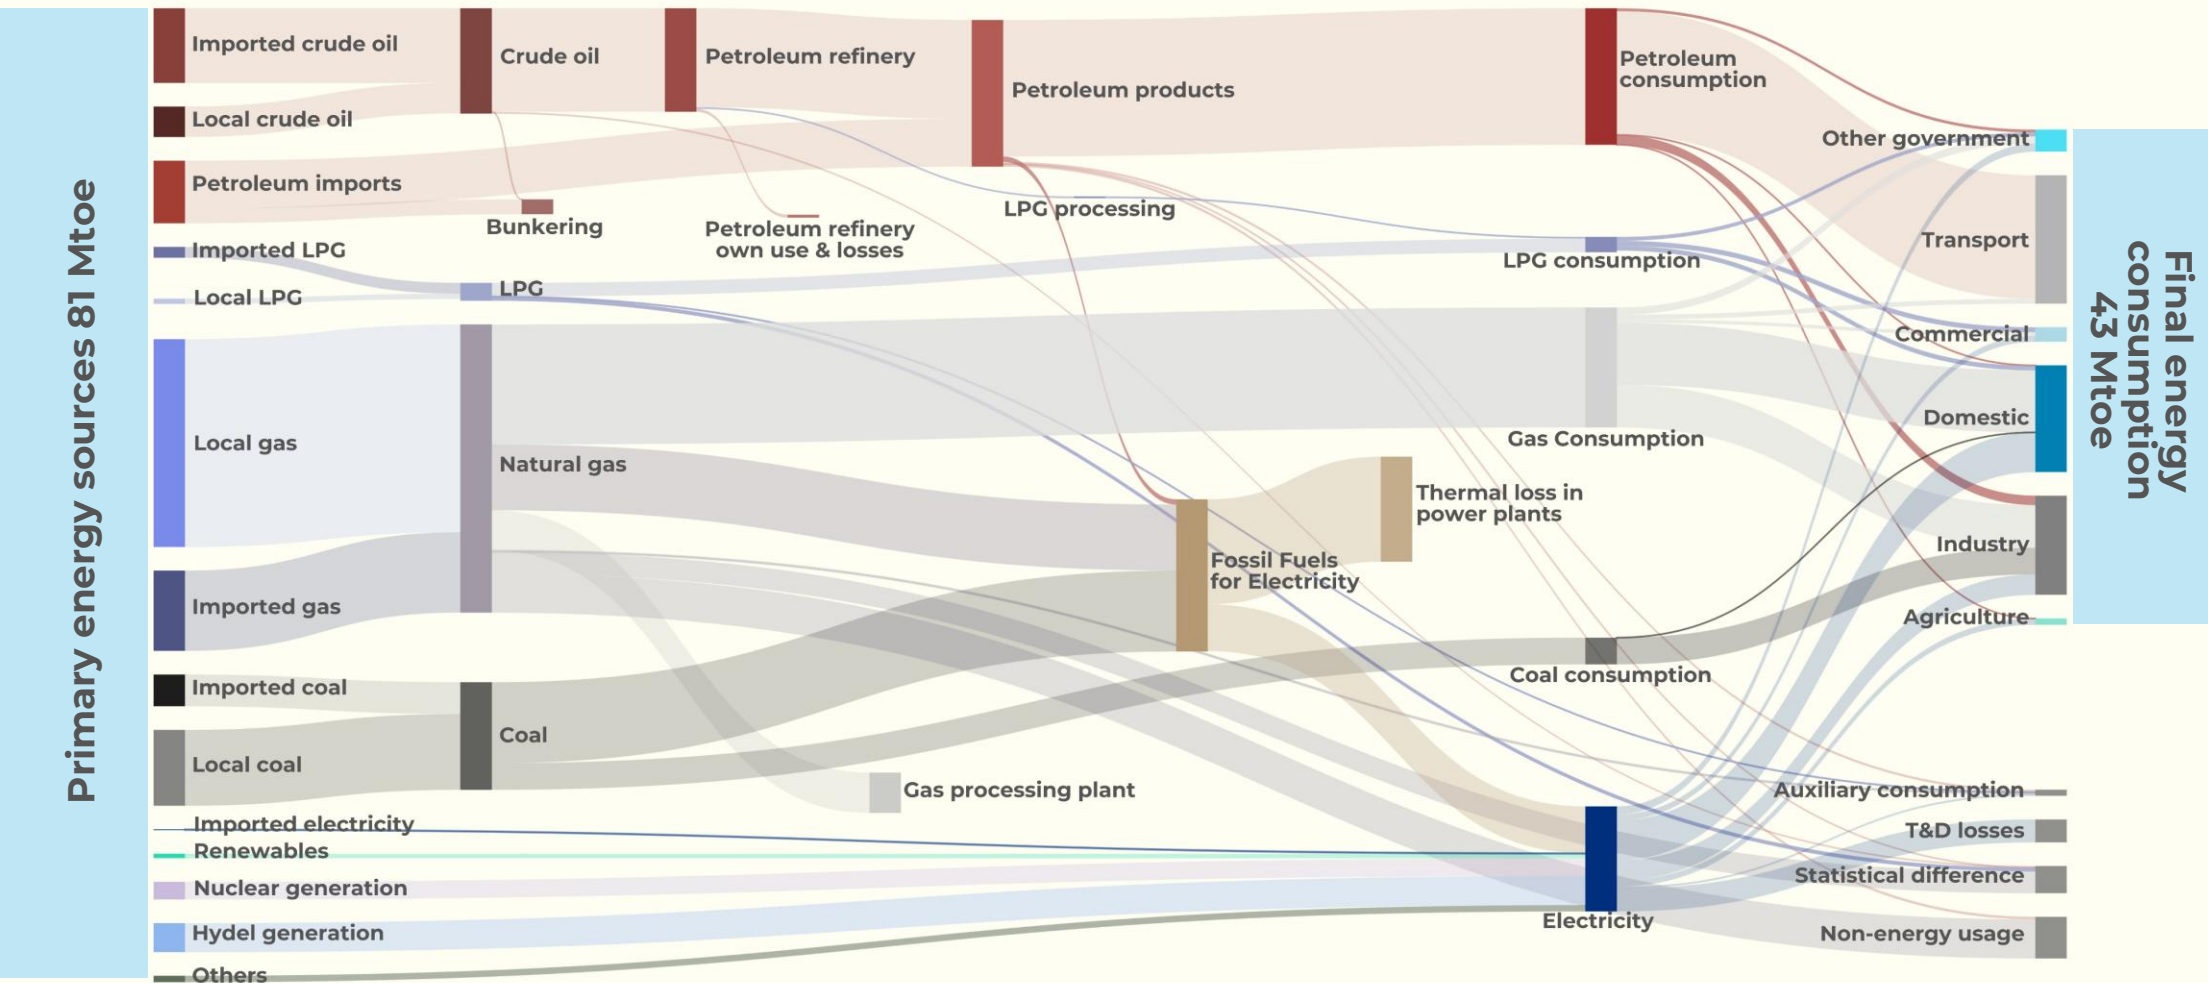 Primary energy sources 81 Mtoe
Imported crude oil
Local crude oil
Petroleum imports
Imported LPG
Local LPG
Local gas
Imported gas
Imported coal
Local coal
Imported electricity
Renewables
Nuclear generation
Hydel generation
Others
Crude oil
Bunkering
LPG
Natural gas
Coal
Petroleum refinery
Petroleum refinery
own use & losses
Gas processing plant
Petroleum products
LPG processing
Fossil Fuels
for Electricity
Thermal loss in
power plants
Petroleum
consumption
LPG consumption
Gas Consumption
Coal consumption
Electricity
Other government
Transport
Commercial
Domestic
Industry
Agriculture
Auxiliary consumption
T&D losses
Statistical difference
Non-energy usage
Final energy
consumption
43 Mtoe